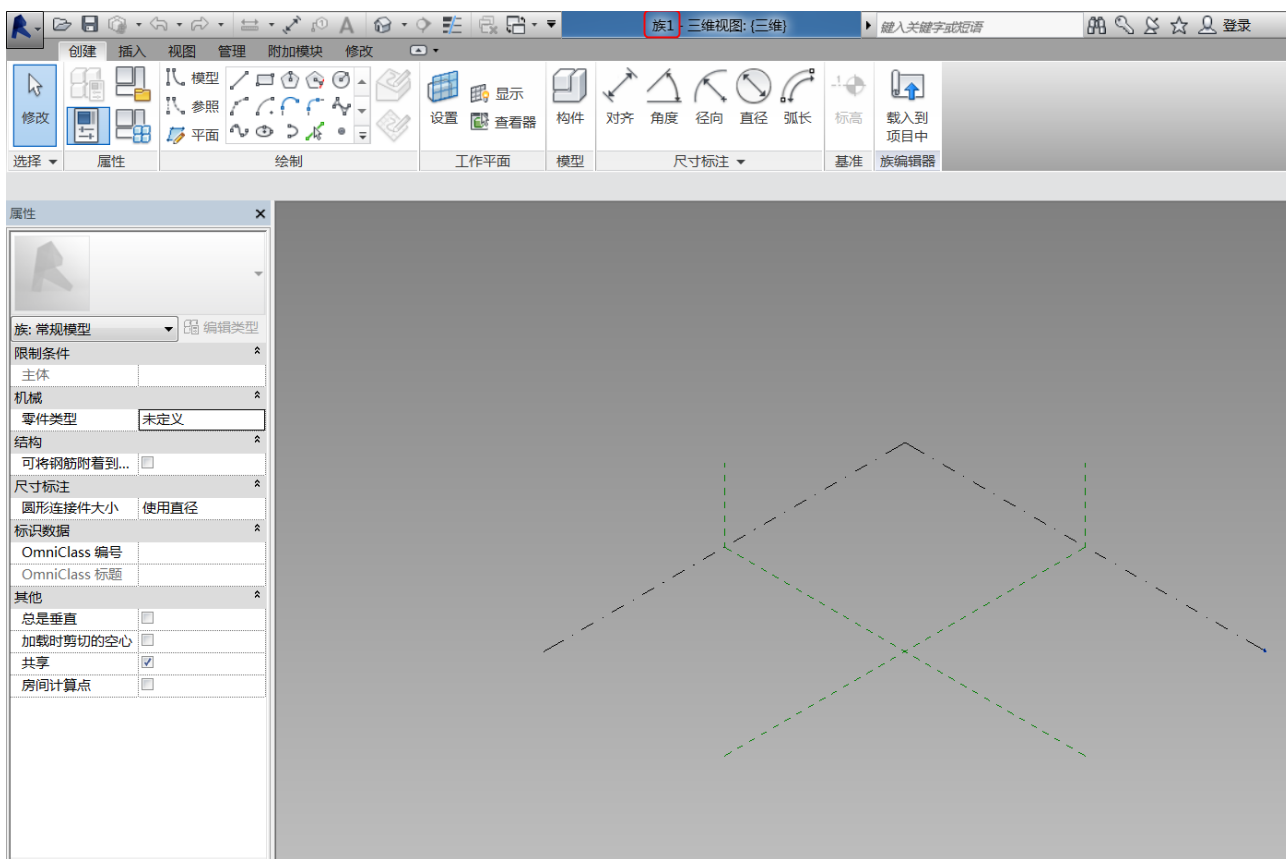 族1 - 三维视图: {三维}
键入关键字或短语
登录
创建 插入 视图 管理 附加模块 修改
修改
模型
参照
平面
设置
显示
查看器
构件
对齐 角度 径向 直径 弧长
标高
载入到
项目中
选择 属性 绘制 工作平面 模型 尺寸标注 基准 族编辑器
属性
族: 常规模型
编辑类型
限制条件
主体
机械
零件类型 未定义
结构
可将钢筋附着到...
尺寸标注
圆形连接件大小 使用直径
标识数据
OmniClass 编号
OmniClass 标题
其他
总是垂直
加载时剪切的空心
共享
房间计算点